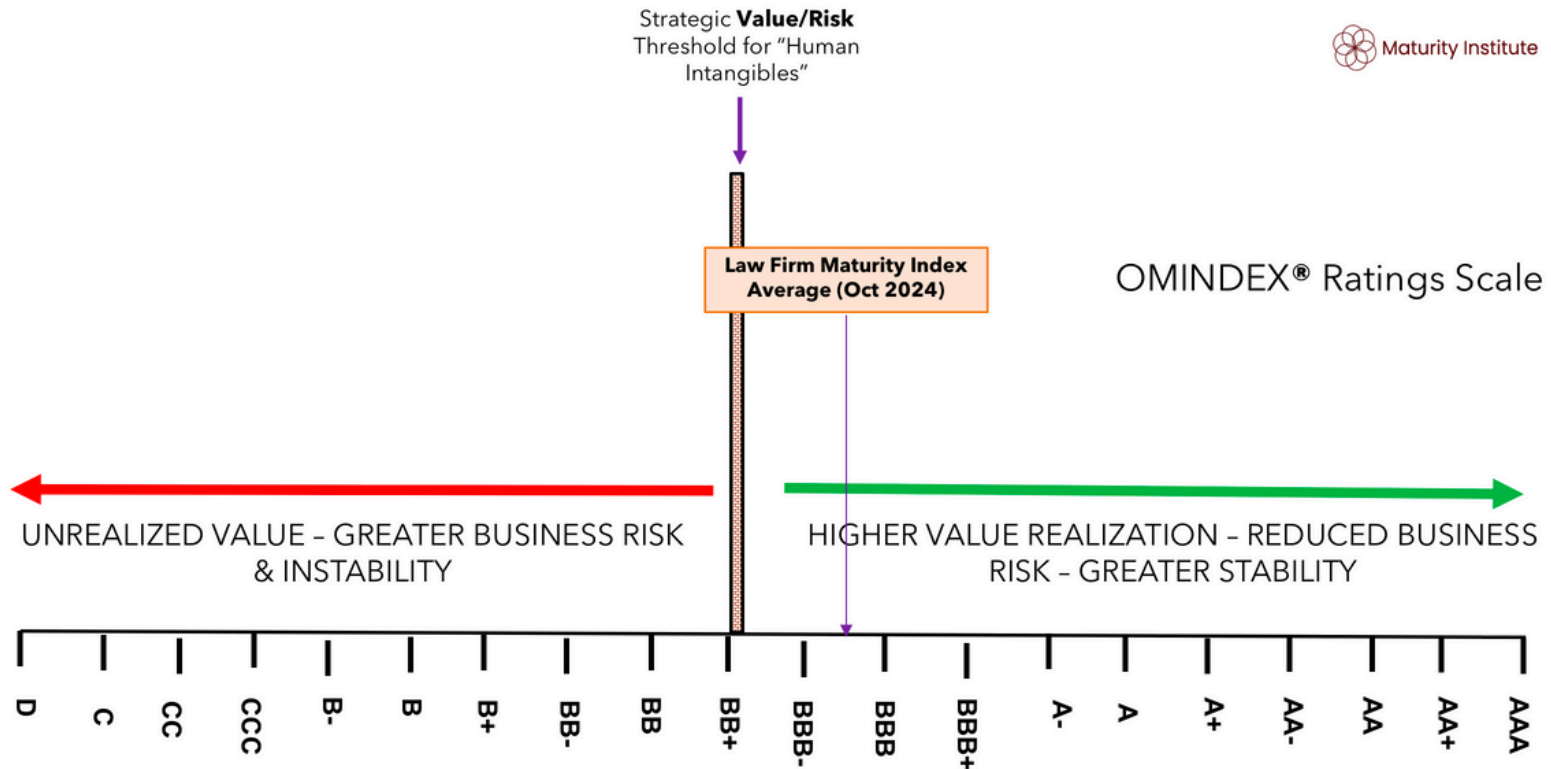 Strategic Value/Risk
Threshold for “Human
Intangibles”
Maturity Institute
Law Firm Maturity Index
Average (Oct 2024)
OMINDEX® Ratings Scale
UNREALIZED VALUE – GREATER BUSINESS RISK
& INSTABILITY
HIGHER VALUE REALIZATION – REDUCED BUSINESS
RISK – GREATER STABILITY
D
C
CC
CCC
B-
B
B+
BB-
BB
BB+
BBB-
BBB
BBB+
A-
A
A+
AA-
AA
AA+
AAA